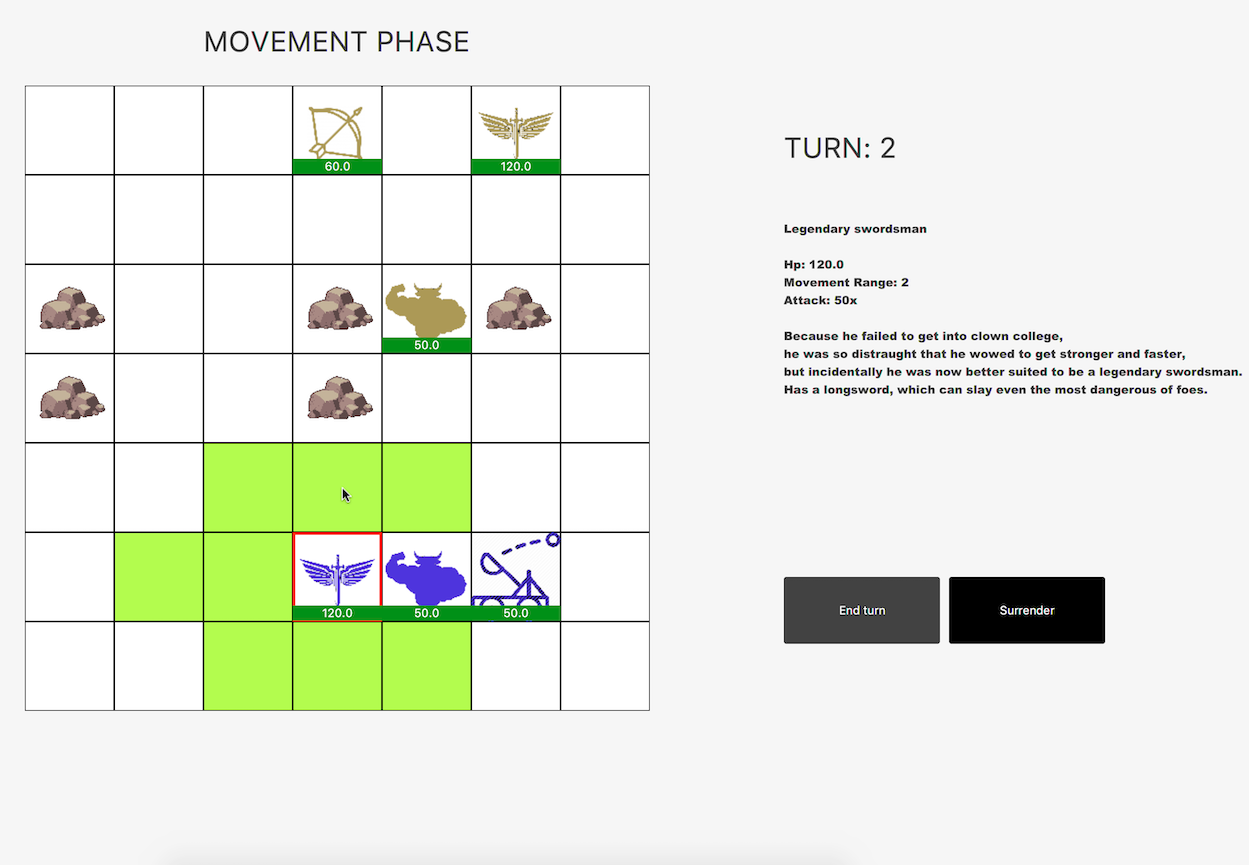 MOVEMENT PHASE
60.0
120.0
50.0
120.0
50.0
50.0
TURN: 2
Legendary swordsman
Hp: 120.0
Movement Range: 2
Attack: 50x
Because he failed to get into clown college,
he was so distraught that he wowed to get stronger and faster,
but incidentally he was now better suited to be a legendary swordsman.
Has a longsword, which can slay even the most dangerous of foes.
End turn
Surrender